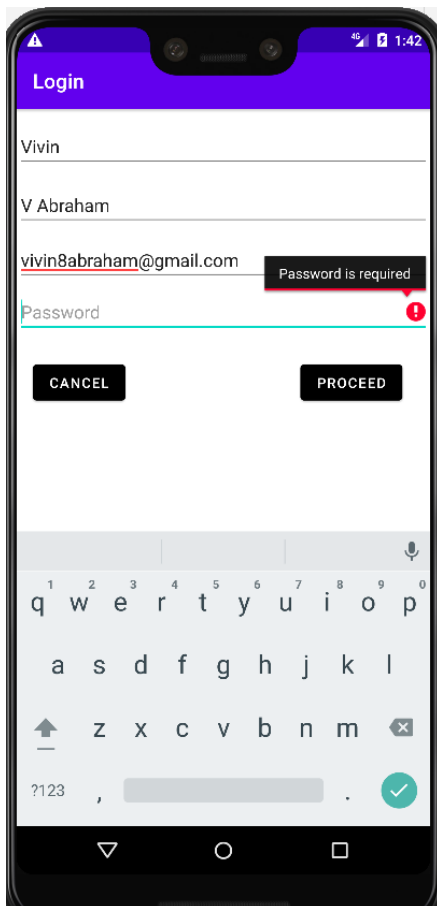 4G 1:42
Login
Vivin
V Abraham
vivin8abraham@gmail.com
Password is required
Password
CANCEL PROCEED
1 2 3 4 5 6 7 8 9 0
q w e r t y u i o p
a s d f g h j k l
z x c v b n m
?123 , .